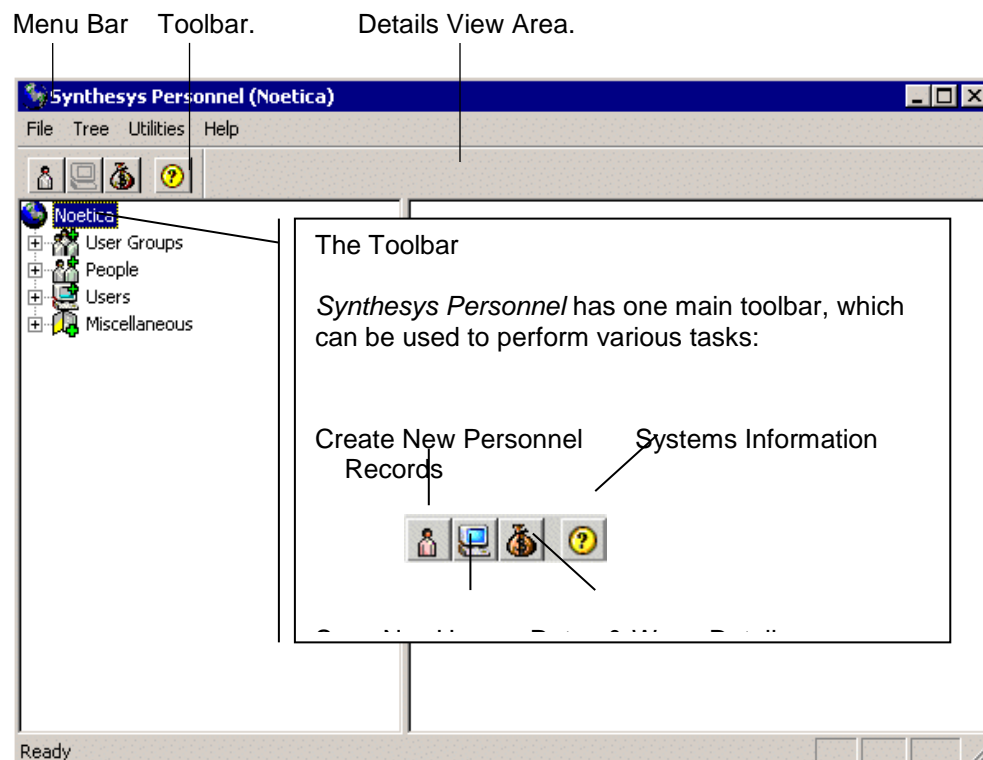 Menu Bar Toolbar. Details View Area.
Synthesys Personnel (Noetica)
File Tree Utilities Help
Noetica
User Groups
People
Users
Miscellaneous
The Toolbar
Synthesys Personnel has one main toolbar, which
can be used to perform various tasks:
Create New Personnel Systems Information
Records
Ready